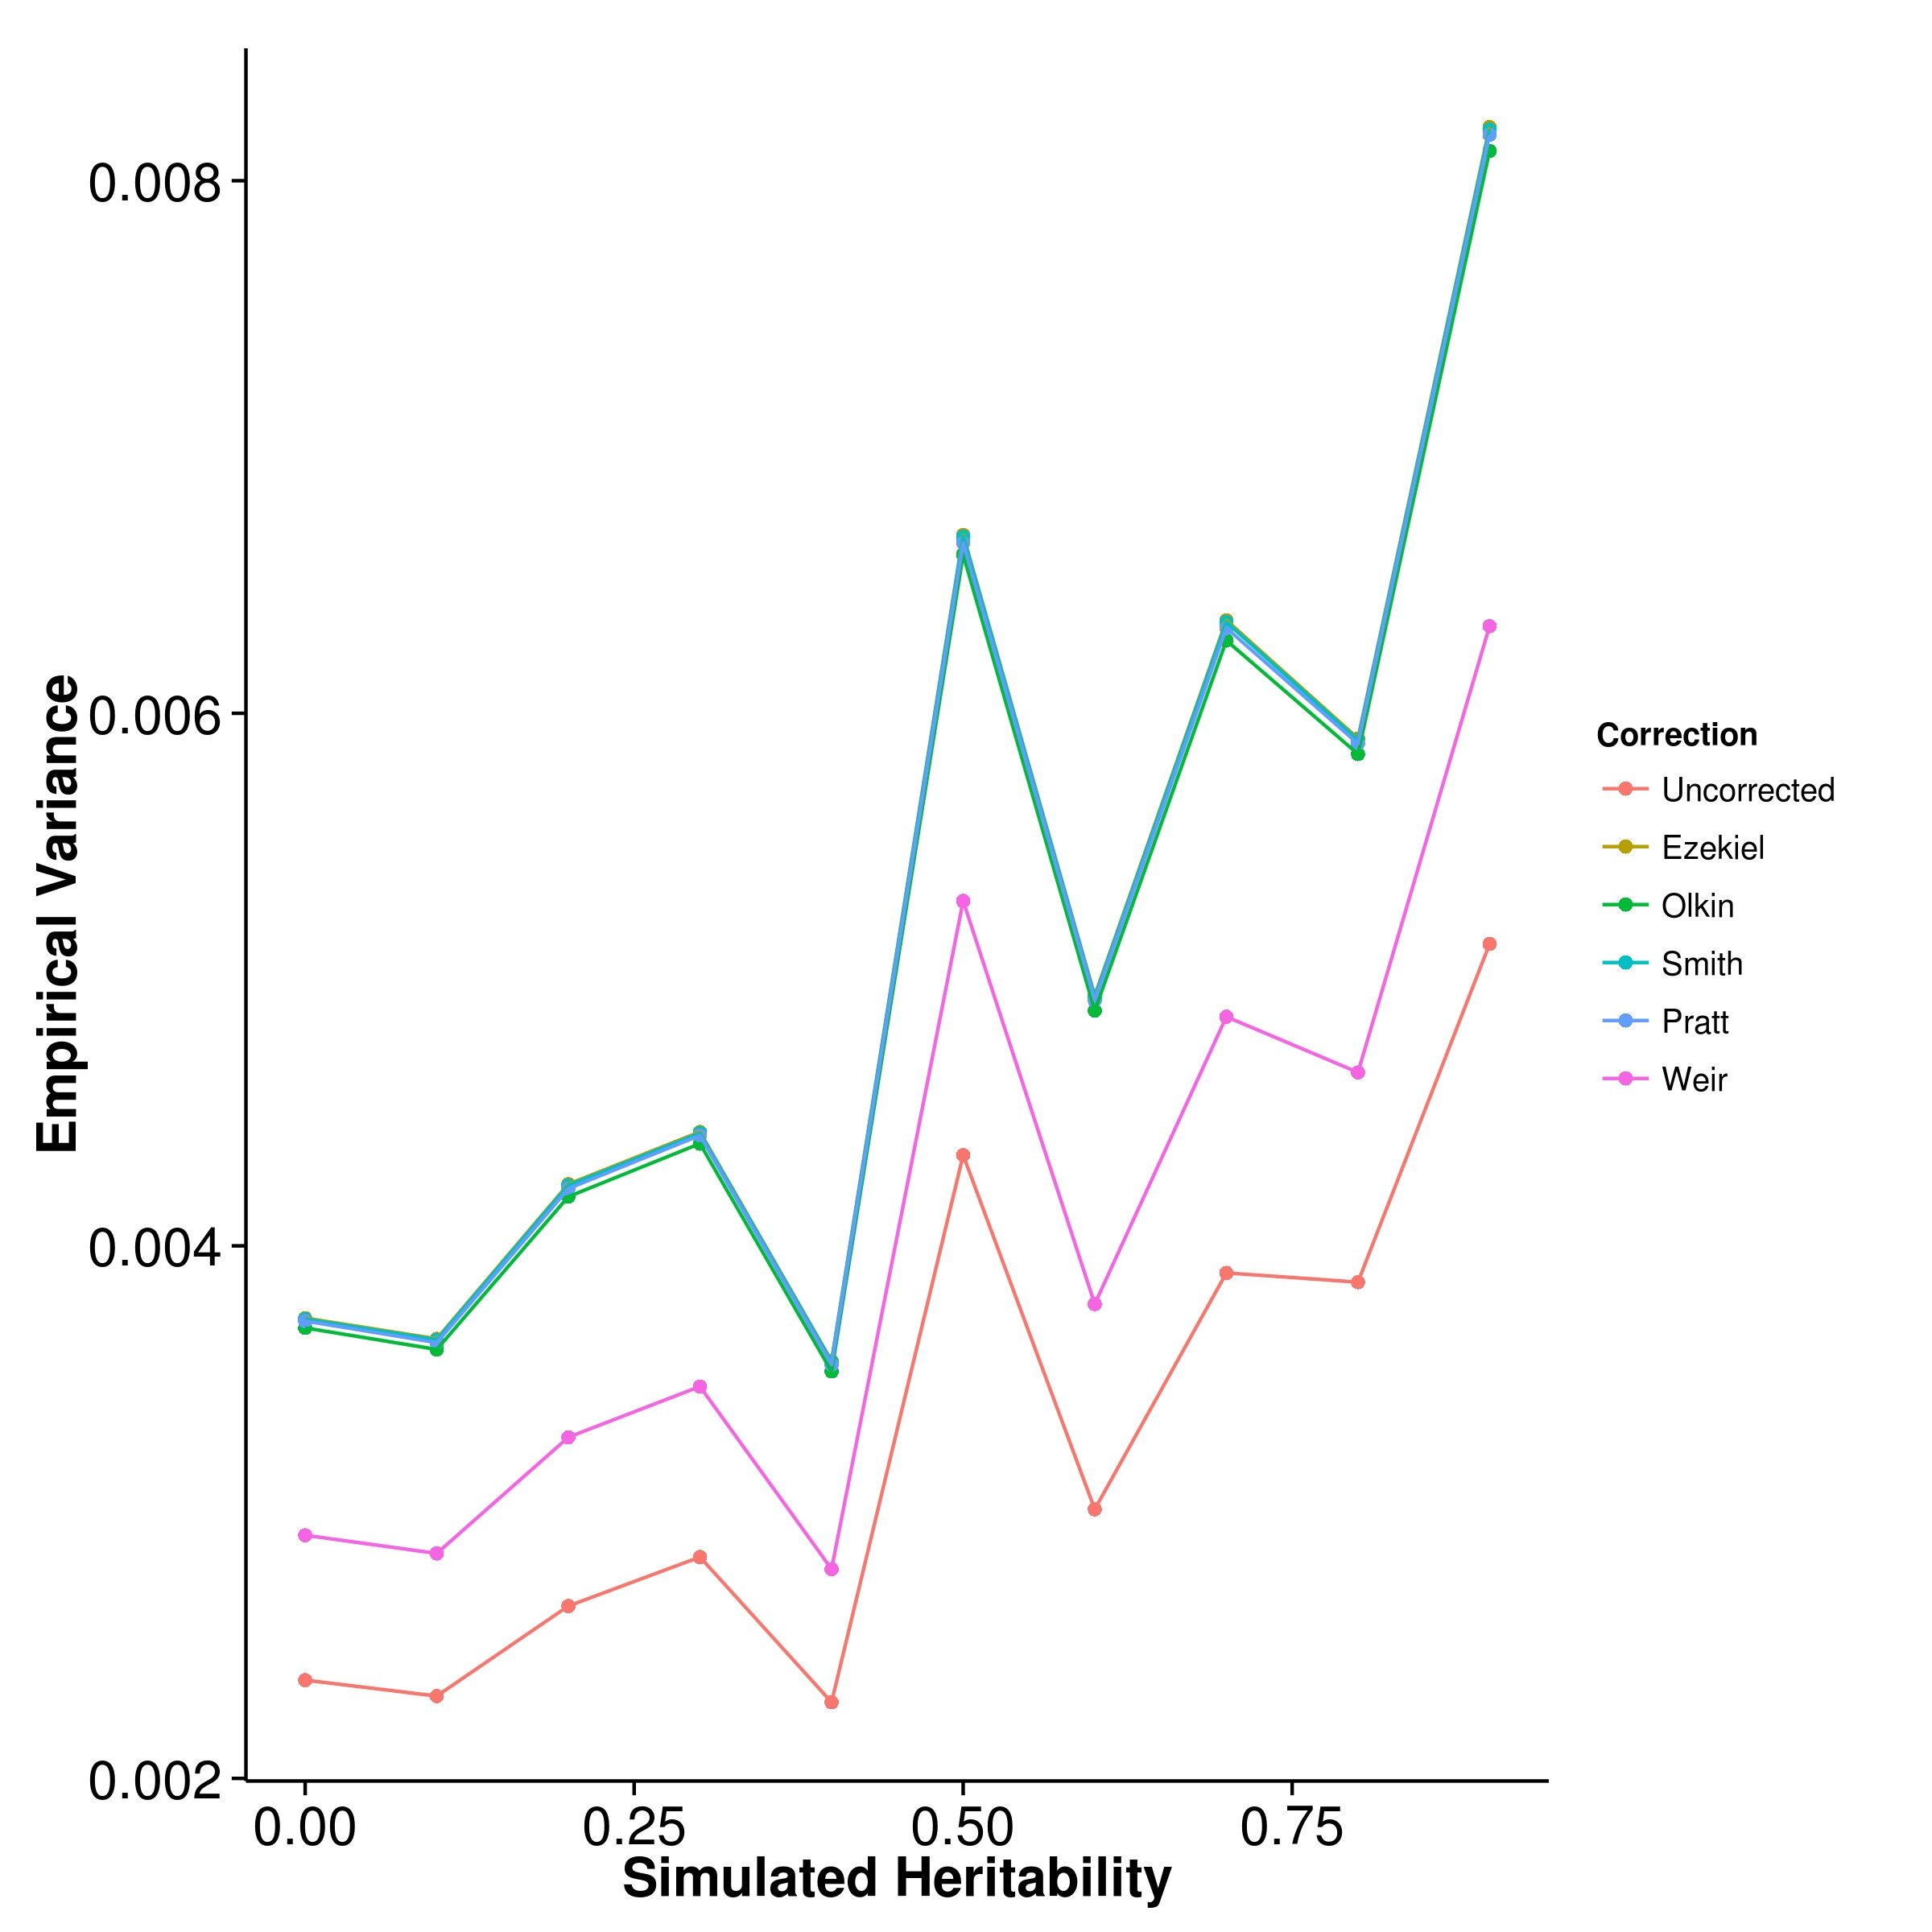 Empirical Variance
0.008
0.006
0.004
0.002
0.00
0.25
0.50
0.75
Simulated Heritability
Correction
Uncorrected
Ezekiel
Olkin
Smith
Pratt
Weir